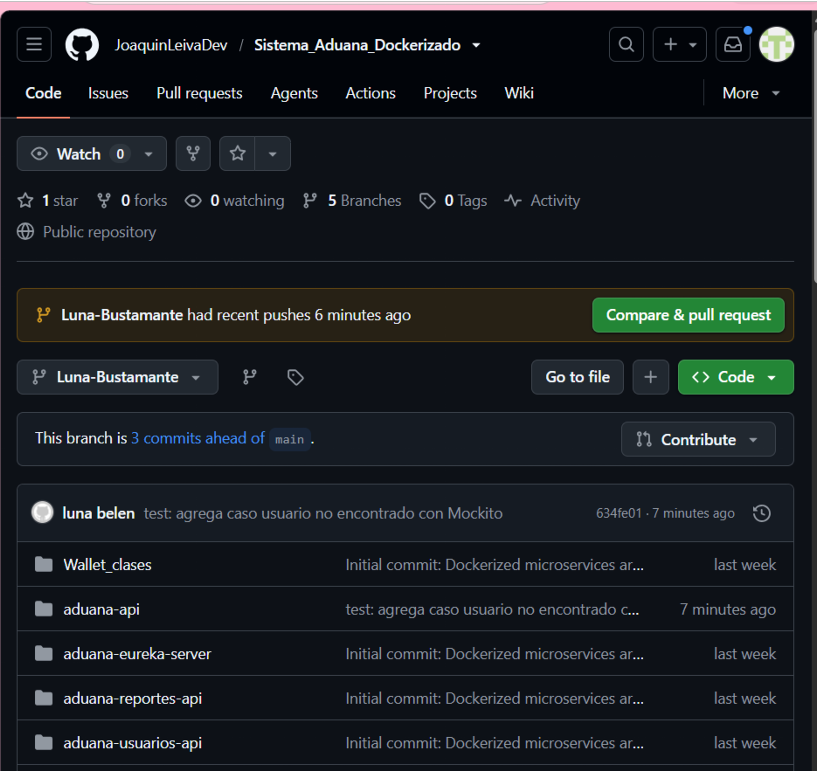 JoaquinLeivaDev / Sistema_Aduana_Dockerizado
Code Issues Pull requests Agents Actions Projects Wiki More
Watch 0
1 star 0 forks 0 watching 5 Branches 0 Tags Activity
Public repository
Luna-Bustamante had recent pushes 6 minutes ago Compare & pull request
Luna-Bustamante Go to file Code
This branch is 3 commits ahead of main . Contribute
luna belen test: agrega caso usuario no encontrado con Mockito 634fe01 · 7 minutes ago
Wallet_clases Initial commit: Dockerized microservices ar... last week
aduana-api test: agrega caso usuario no encontrado c... 7 minutes ago
aduana-eureka-server Initial commit: Dockerized microservices ar... last week
aduana-reportes-api Initial commit: Dockerized microservices ar... last week
aduana-usuarios-api Initial commit: Dockerized microservices ar... last week